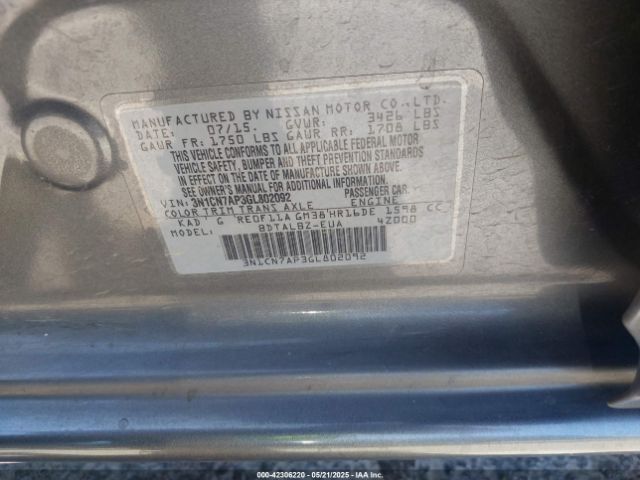 MANUFACTURED BY NISSAN MOTOR CO., LTD.
DATE: 07/15. GVWR: 3426 LBS
GAWR FR: 1750 LBS GAWR RR: 1708 LBS
THIS VEHICLE CONFORMS TO ALL APPLICABLE FEDERAL MOTOR
VEHICLE SAFETY, BUMPER AND THEFT PREVENTION STANDARDS
IN EFFECT ON THE DATE OF MANUFACTURE SHOWN ABOVE.
SEE OWNER'S MANUAL FOR ADDITIONAL INFORMATION.
VIN: 3N1CN7AP3GL802092 PASSENGER CAR.
COLOR TRIM TRANS AXLE ENGINE
KAD G RE0F11A GM38 HR16DE 1598 CC
MODEL: BDTALBZ-EUA 4Z000
3N1CN7AP3GL802092
000-42306220 - 05/21/2025 - IAAI.COM